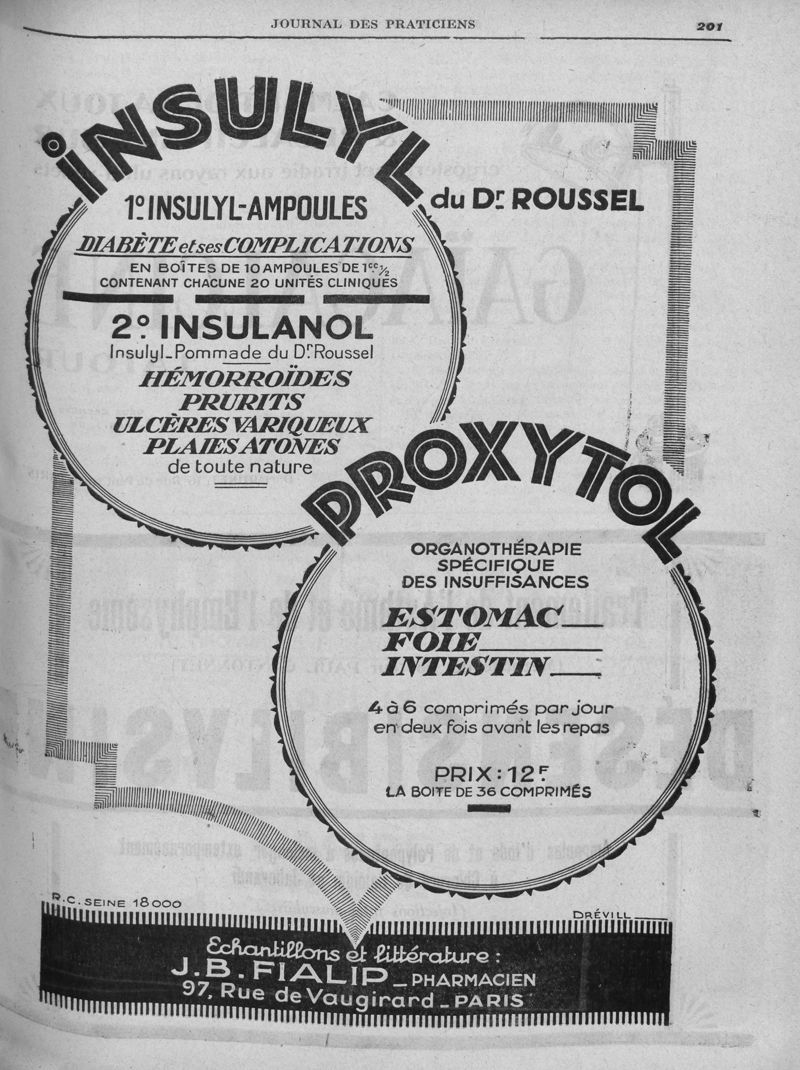 JOURNAL DES PRATICIENS
201
INSULYL
du Dr ROUSSEL
1º INSULYL-AMPOULES
DIABÈTE et ses COMPLICATIONS
EN BOÎTES DE 10 AMPOULES DE 1cc ½
CONTENANT CHACUNE 20 UNITÉS CLINIQUES
2º. INSULANOL
Insulyl_Pommade du Dr Roussel
HÉMORROÏDES
PRURITS
ULCÈRES VARIQUEUX
PLAIES ATONES
de toute nature
PROXYTOL
ORGANOTHÉRAPIE
SPÉCIFIQUE
DES INSUFFISANCES
ESTOMAC
FOIE
INTESTIN
4 à 6 comprimés par jour
en deux fois avant les repas
PRIX : 12F
LA BOITE DE 36 COMPRIMÉS
R.C. SEINE 18000
DRÉVILL
Echantillons et littérature :
J.B. FIALIP _ PHARMACIEN
97, Rue de Vaugirard _ PARIS